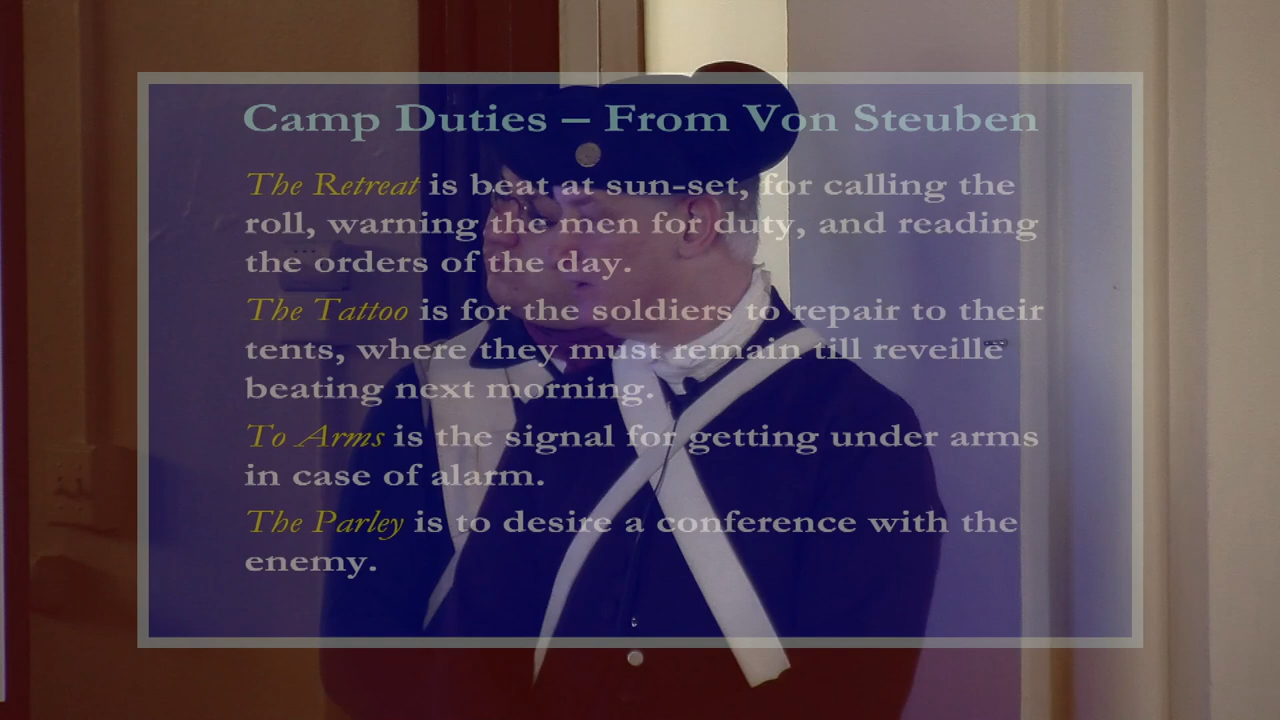 Camp Duties – From Von Steuben
The Retreat is beat at sun-set, for calling the
roll, warning the men for duty, and reading
the orders of the day.
The Tattoo is for the soldiers to repair to their
tents, where they must remain till reveille
beating next morning.
To Arms is the signal for getting under arms
in case of alarm.
The Parley is to desire a conference with the
enemy.